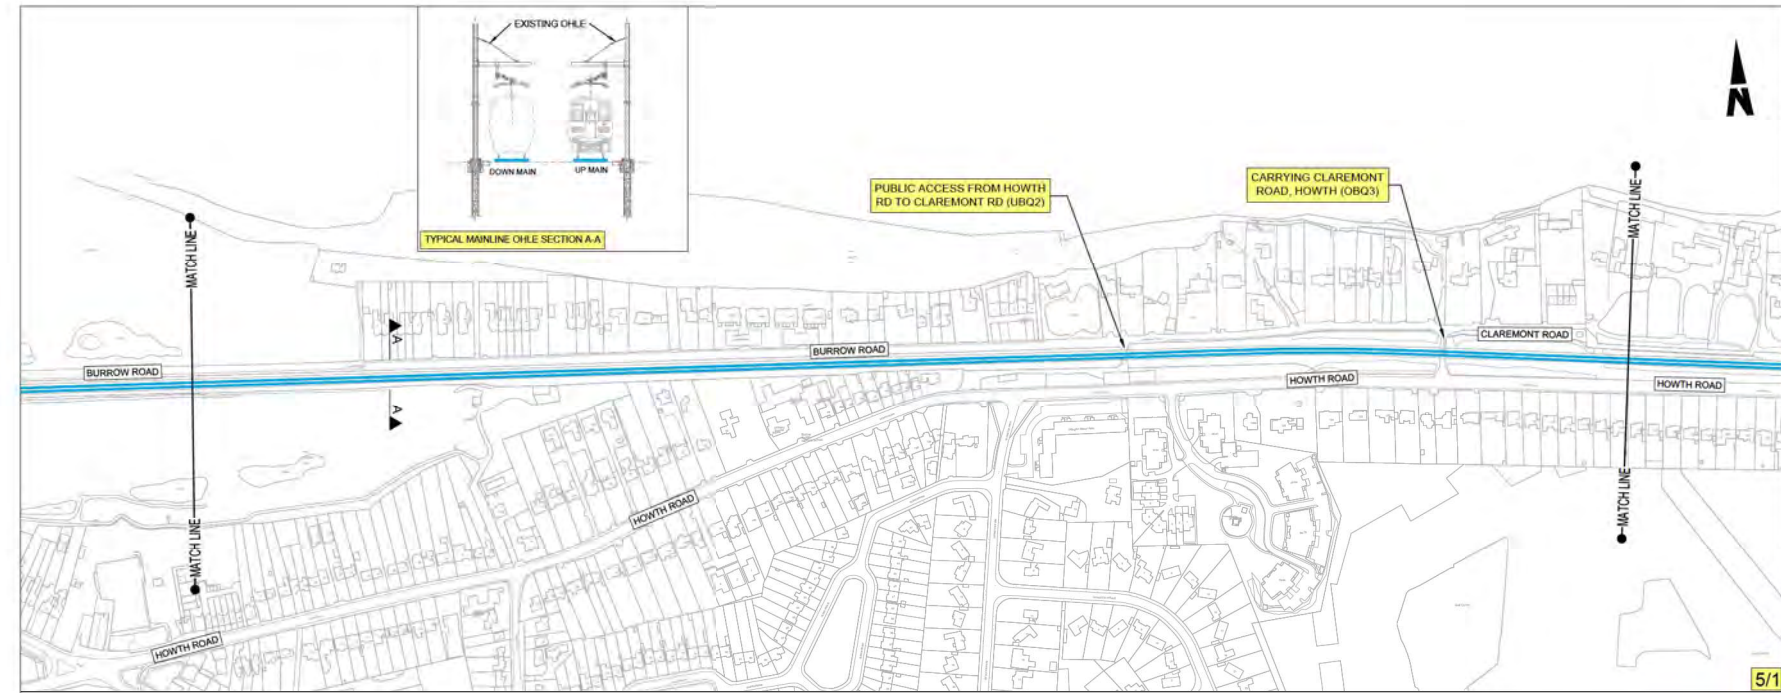 EXISTING OHLE
DOWN MAIN
UP MAIN
TYPICAL MAINLINE OHLE SECTION A-A
N
PUBLIC ACCESS FROM HOWTH
RD TO CLAREMONT RD (UBQ2)
CARRYING CLAREMONT
ROAD, HOWTH (OBQ3)
MATCH LINE
MATCH LINE
A
A
BURROW ROAD
BURROW ROAD
CLAREMONT ROAD
HOWTH ROAD
HOWTH ROAD
HOWTH ROAD
MATCH LINE
MATCH LINE
HOWTH ROAD
5/1